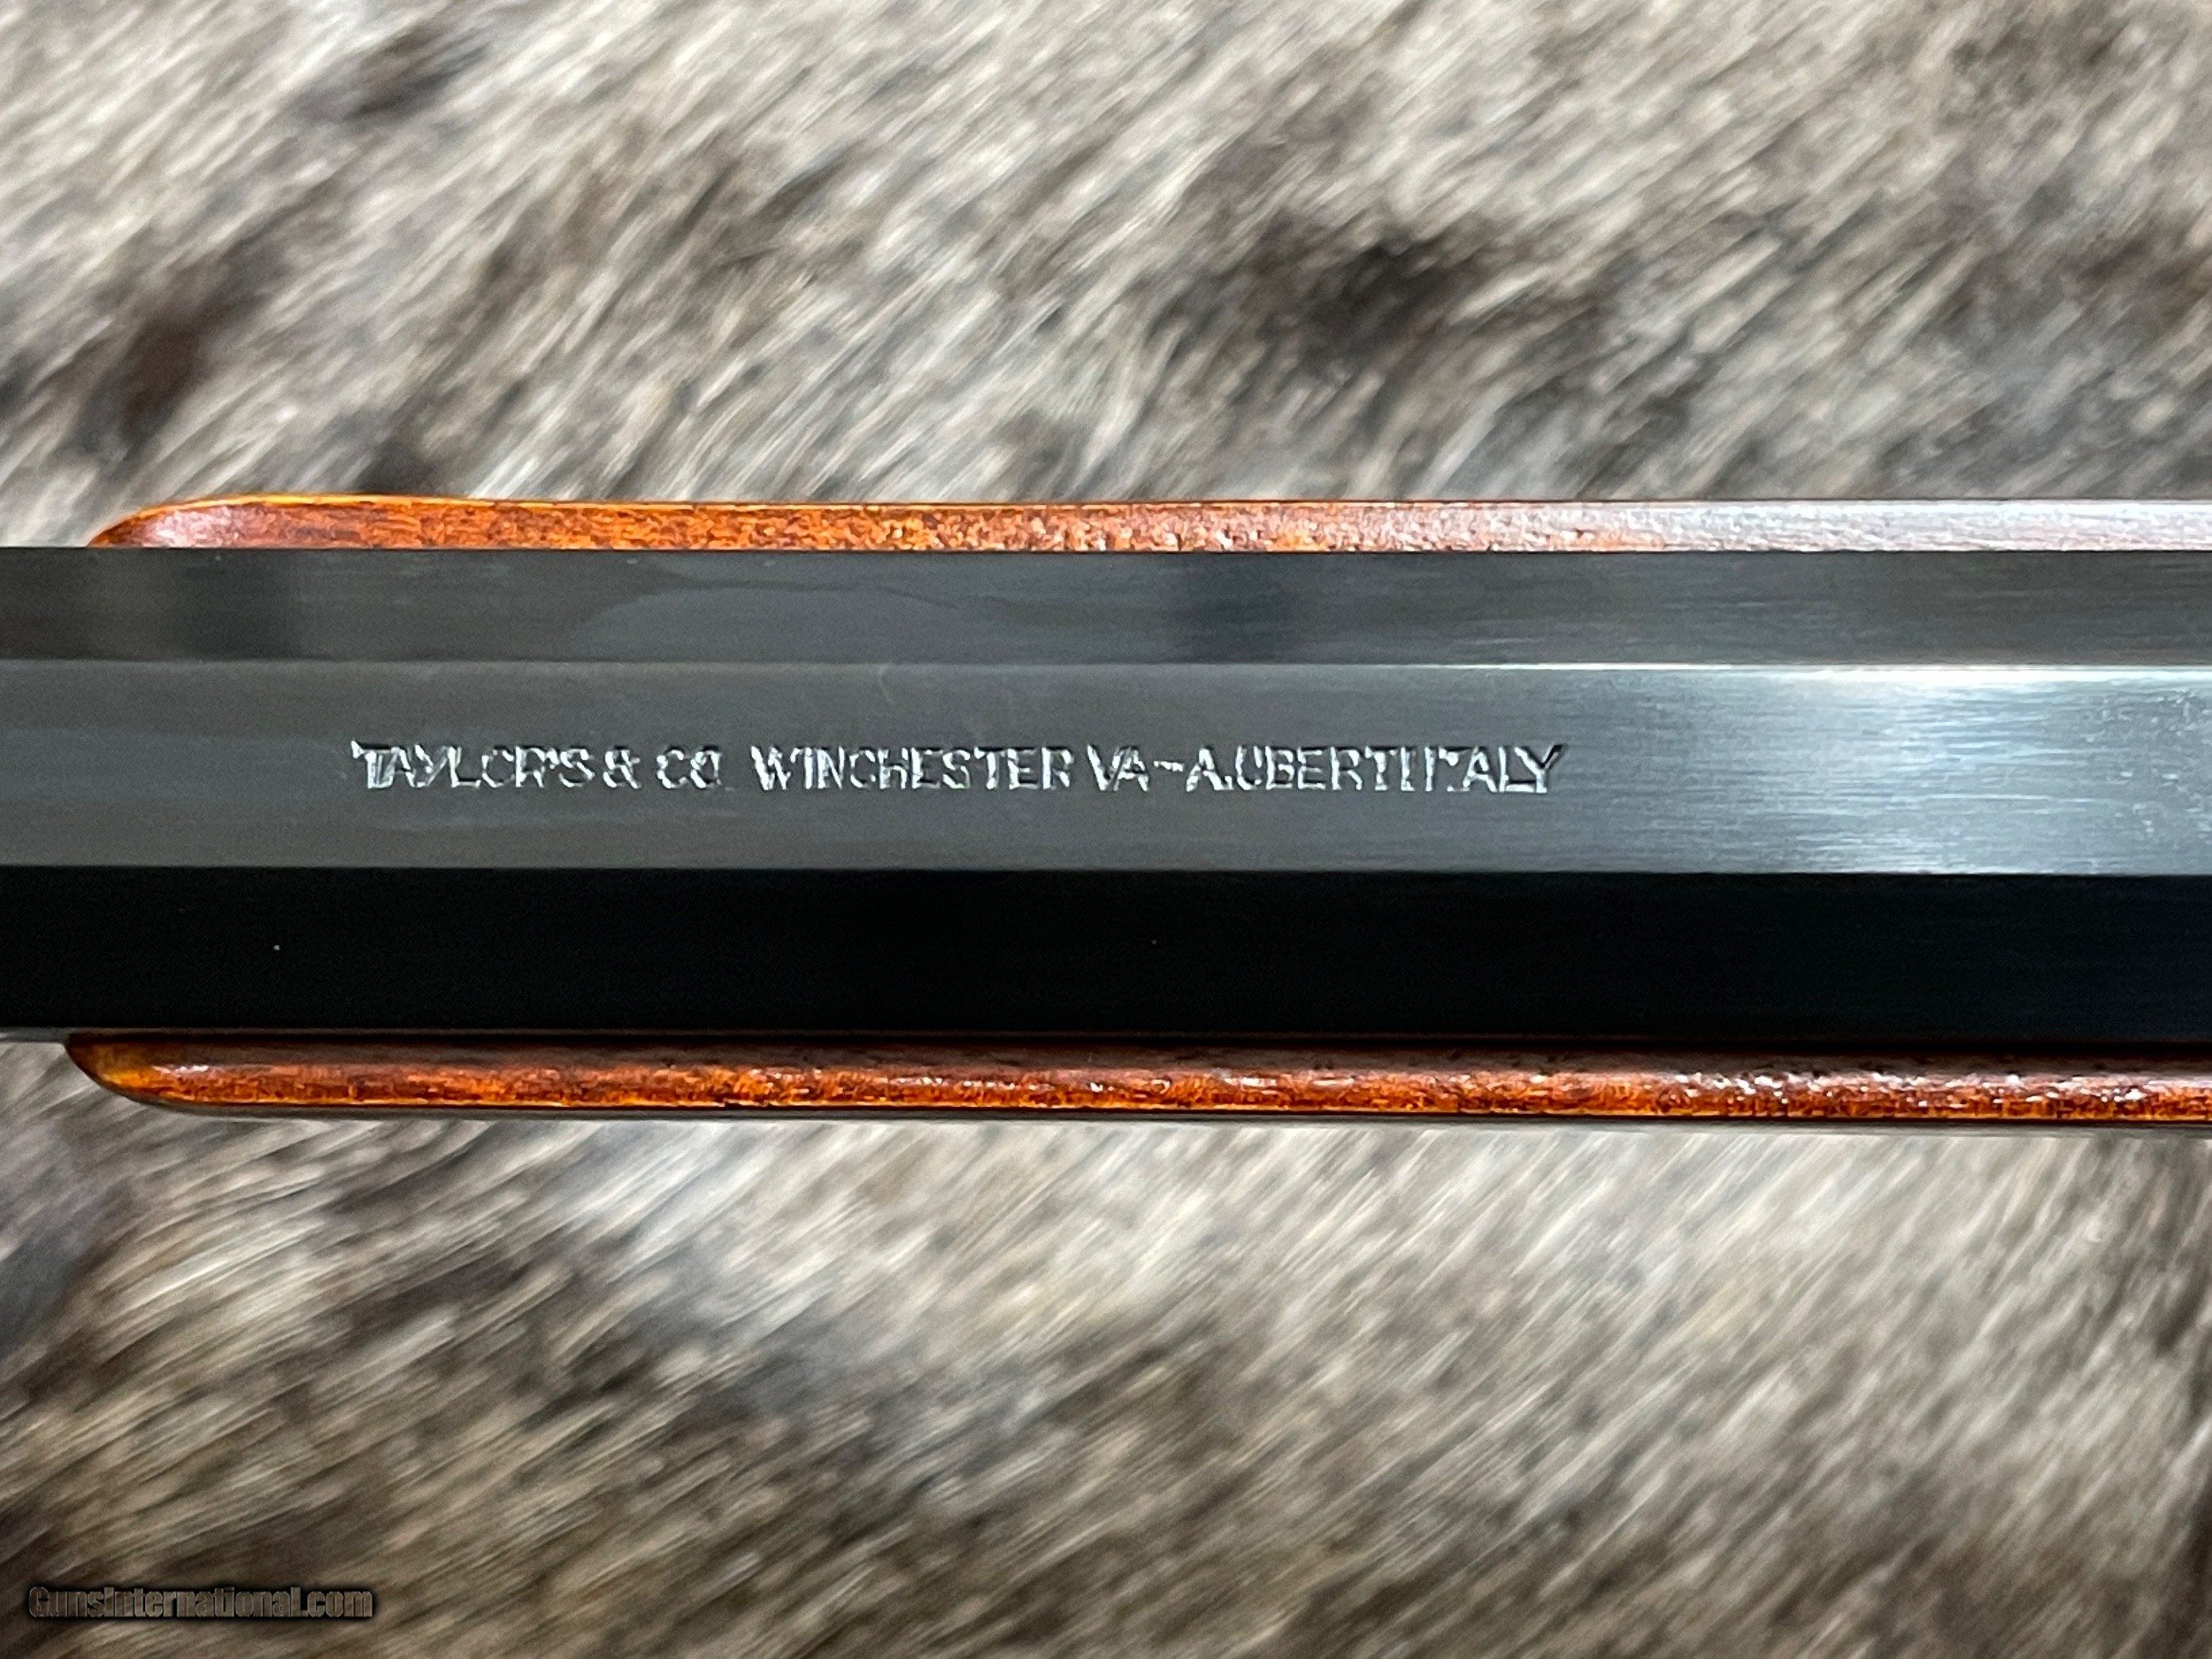 TAYLOR'S & CO. WINCHESTER VA - A.UBERTI ITALY
GunsInternational.com